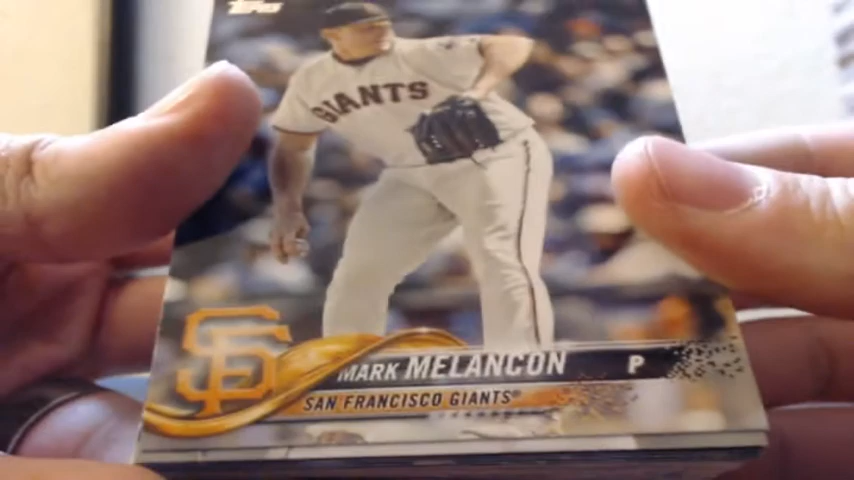 Topps
GIANTS
SF
MARK MELANCON P
SAN FRANCISCO GIANTS®